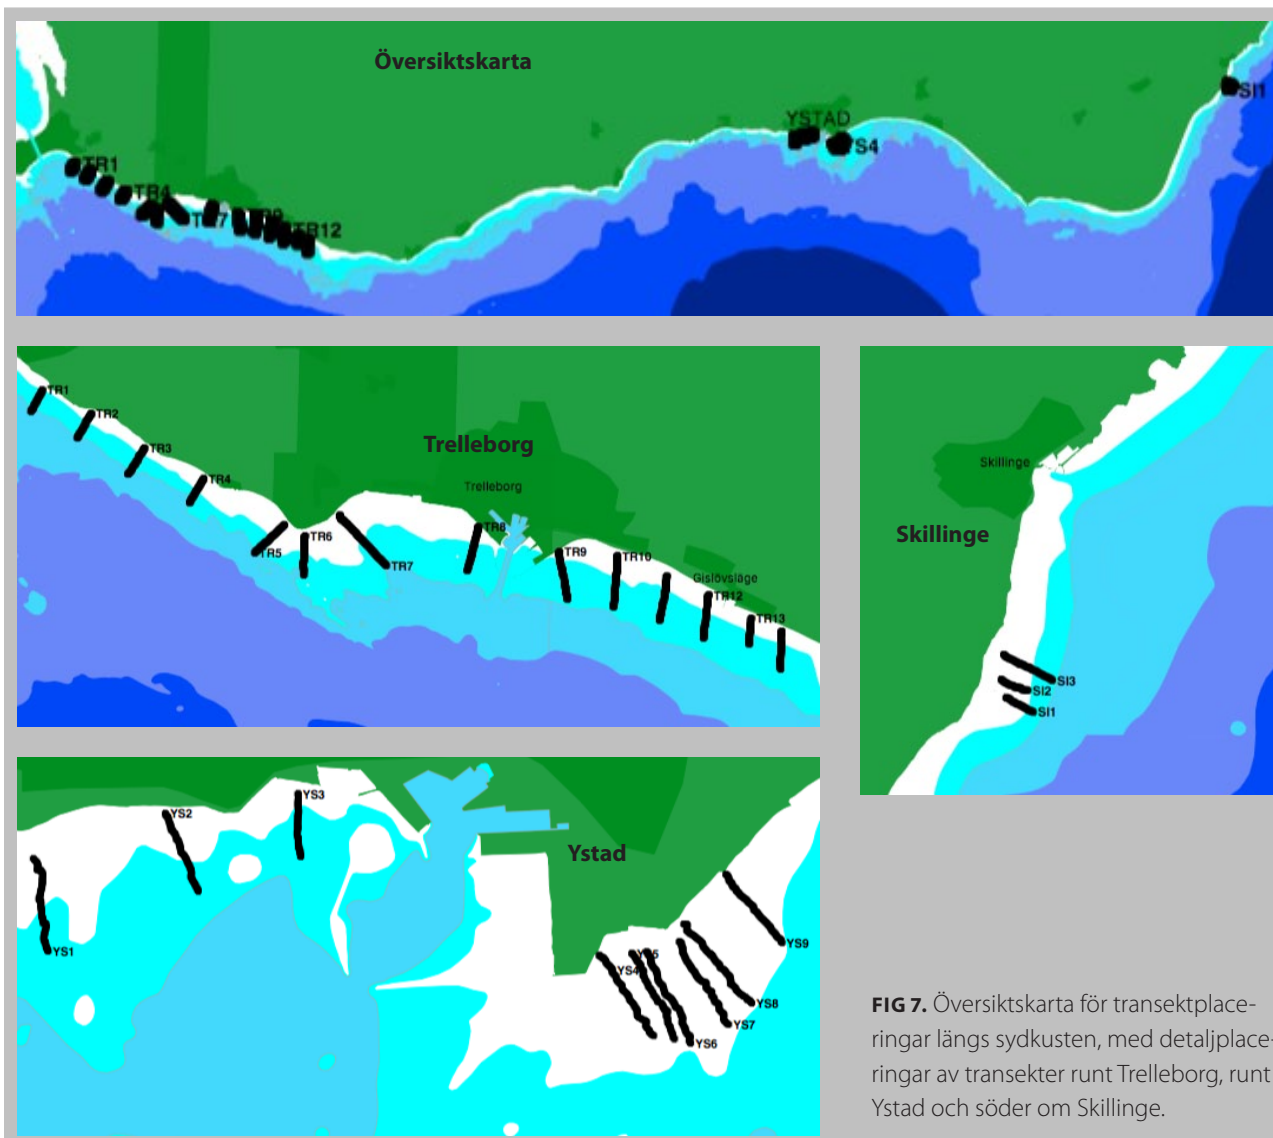 Översiktskarta
YSTAD
SI1
YS4
TR1
TR4
TR7
TR12
TR1
TR2
TR3
TR4
Trelleborg
Trelleborg
TR5
TR6
TR7
TR8
TR9
TR10
Gislövsläge
TR12
TR13
Skillinge
Skillinge
SI3
SI2
SI1
YS3
YS2
Ystad
YS1
YS5
YS4
YS9
YS8
YS7
YS6
FIG 7. Översiktskarta för transektplace-
ringar längs sydkusten, med detaljplace-
ringar av transekter runt Trelleborg, runt
Ystad och söder om Skillinge.